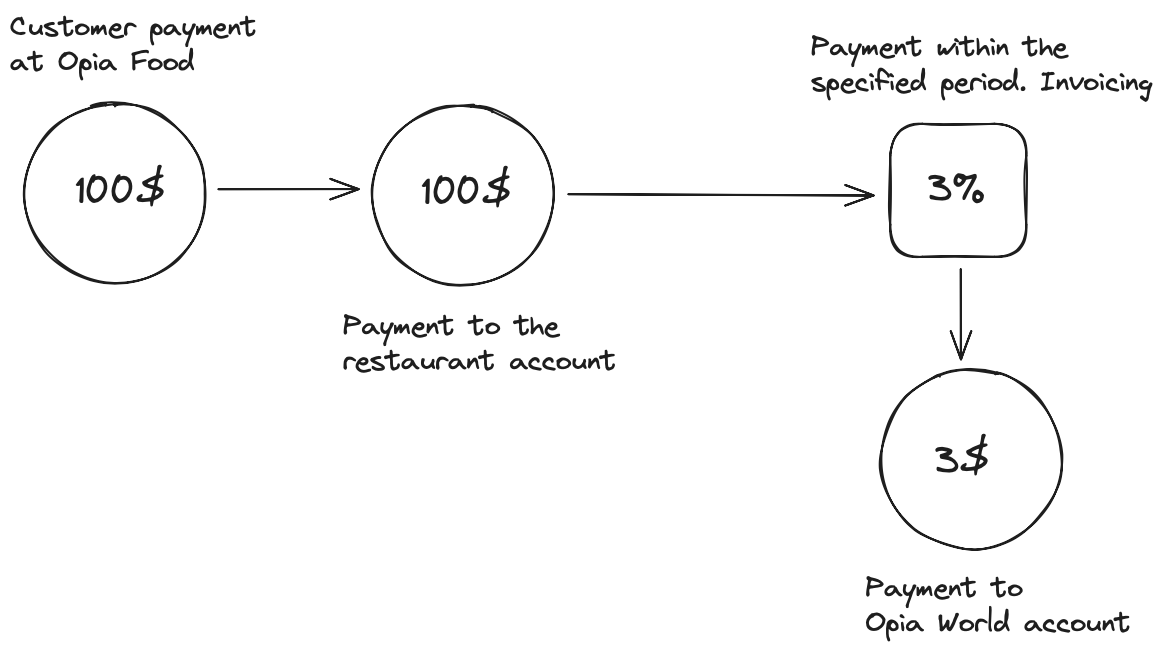 Customer payment
at Opia Food
100$
100$
Payment to the
restaurant account
Payment within the
specified period. Invoicing
3%
3$
Payment to
Opia World account